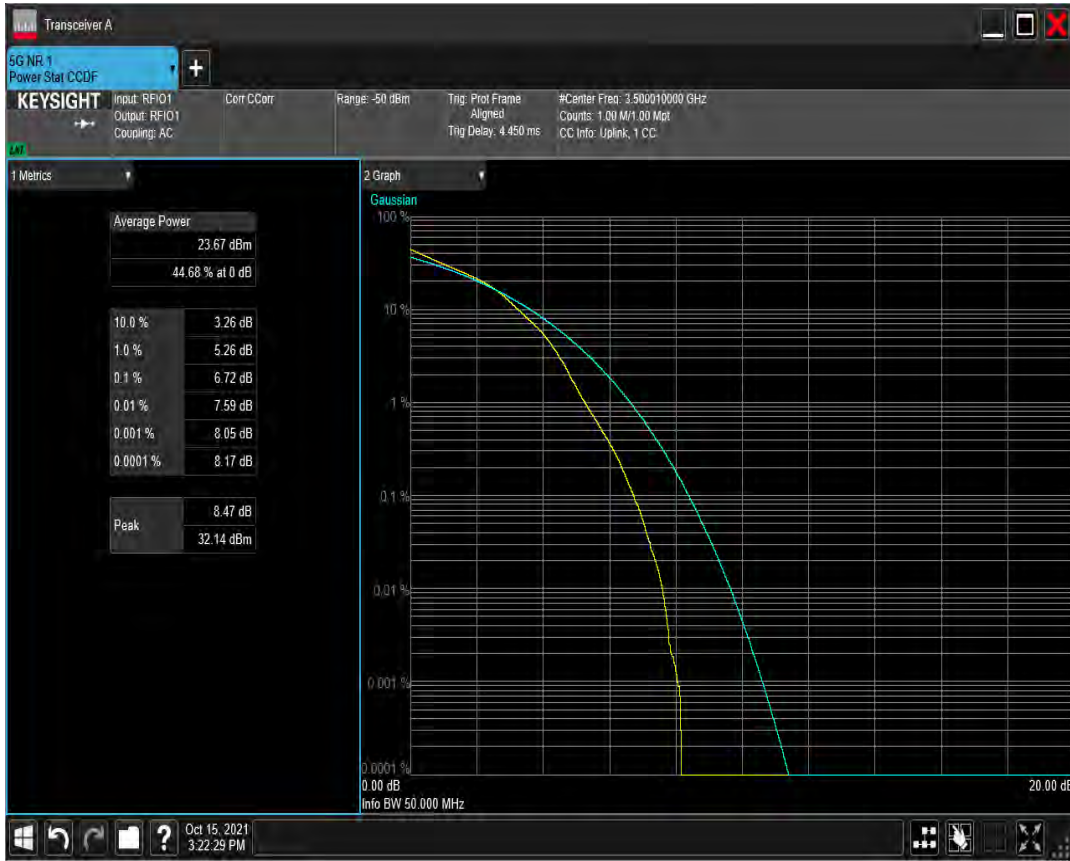 Transceiver A
5G NR 1
Power Stat CCDF
+
KEYSIGHT
Input: RFIO1
Output: RFIO1
Coupling: AC
Corr CCorr
Range: -50 dBm
Trig: Prot Frame
Aligned
Trig Delay: 4.450 ms
#Center Freq: 3.500010000 GHz
Counts: 1.00 M/1.00 Mpt
CC Info: Uplink, 1 CC
LNT
1 Metrics
Average Power
23.67 dBm
44.68 % at 0 dB
10.0 % 3.26 dB
1.0 % 5.26 dB
0.1 % 6.72 dB
0.01 % 7.59 dB
0.001 % 8.05 dB
0.0001 % 8.17 dB
Peak
8.47 dB
32.14 dBm
2 Graph
Gaussian
100 %
10 %
1 %
0.1 %
0.01 %
0.001 %
0.0001 %
0.00 dB
20.00 dB
Info BW 50.000 MHz
?
Oct 15, 2021
3:22:29 PM